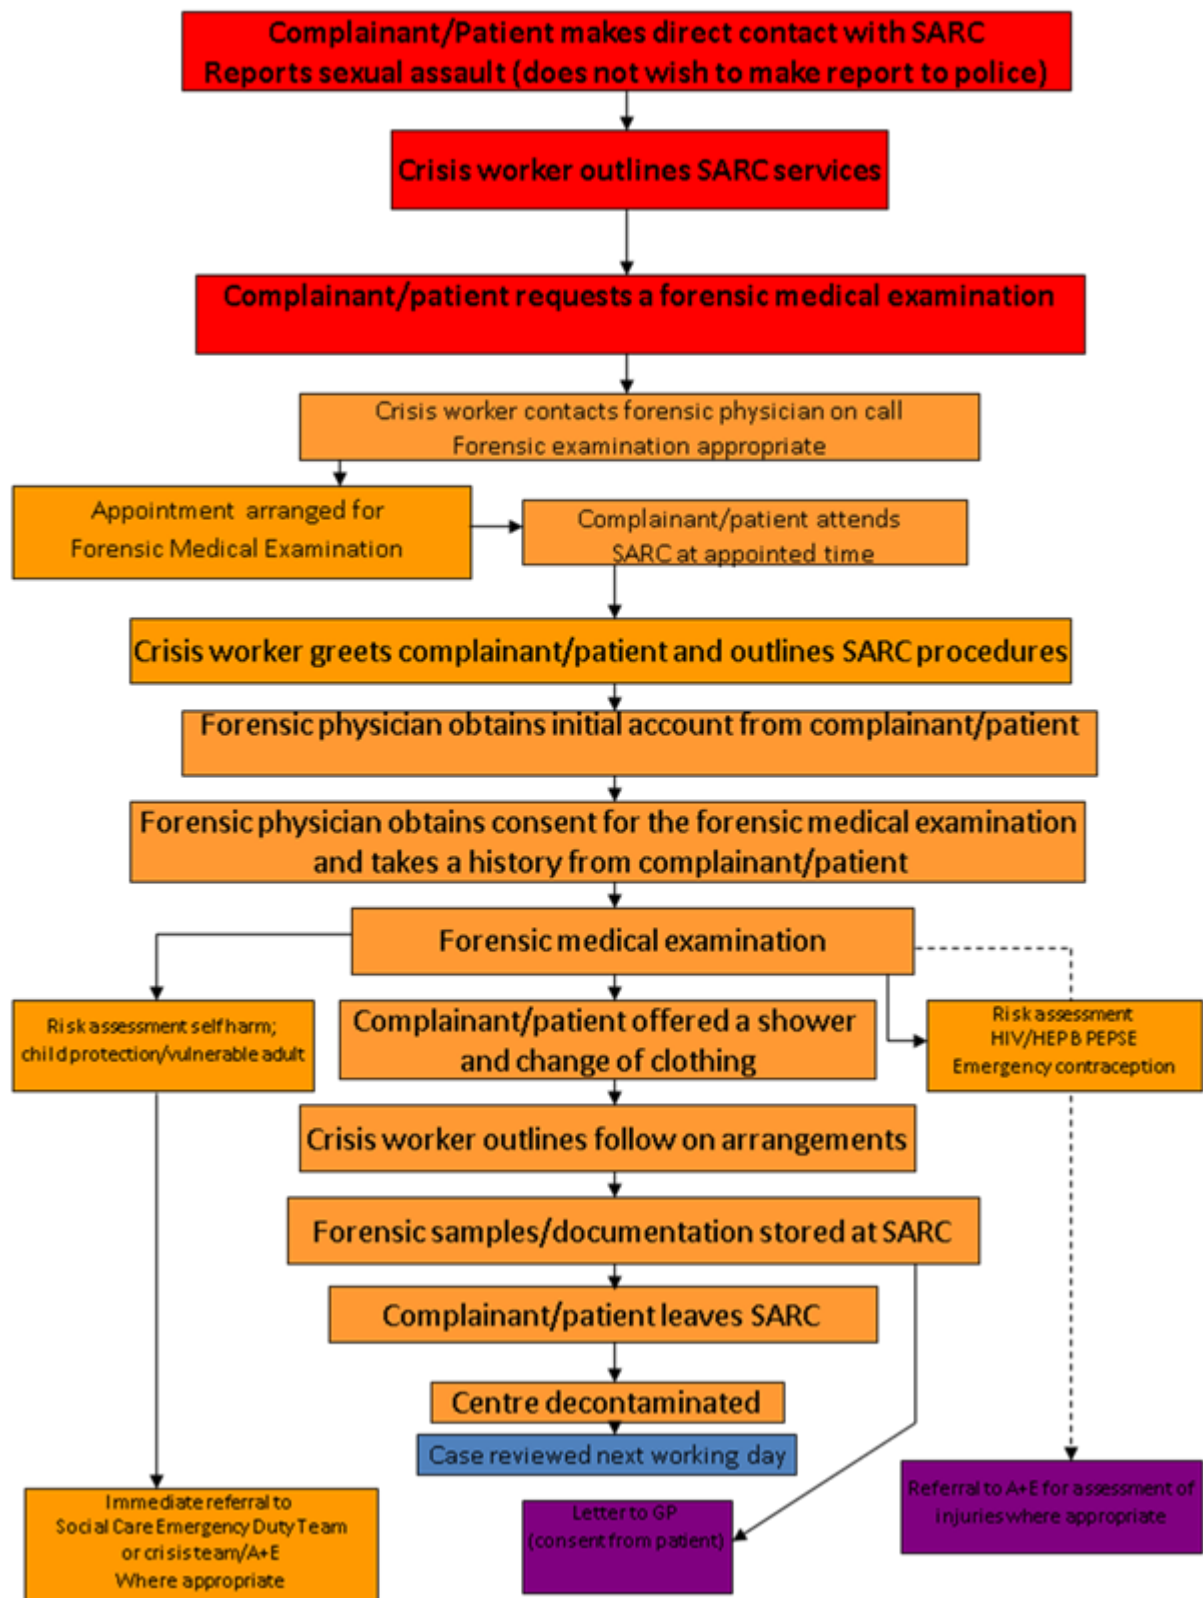 Complainant/Patient makes direct contact with SARC
Reports sexual assault (does not wish to make report to police)
Crisis worker outlines SARC services
Complainant/patient requests a forensic medical examination
Crisis worker contacts forensic physician on call
Forensic examination appropriate
Appointment arranged for
Forensic Medical Examination
Complainant/patient attends
SARC at appointed time
Crisis worker greets complainant/patient and outlines SARC procedures
Forensic physician obtains initial account from complainant/patient
Forensic physician obtains consent for the forensic medical examination
and takes a history from complainant/patient
Forensic medical examination
Risk assessment self harm;
child protection/vulnerable adult
Complainant/patient offered a shower
and change of clothing
Risk assessment
HIV/HEP B PEPSE
Emergency contraception
Crisis worker outlines follow on arrangements
Forensic samples/documentation stored at SARC
Complainant/patient leaves SARC
Centre decontaminated
Case reviewed next working day
Immediate referral to
Social Care Emergency Duty Team
or crisis team/A+E
Where appropriate
Letter to GP
(consent from patient)
Referral to A+E for assessment of
injuries where appropriate